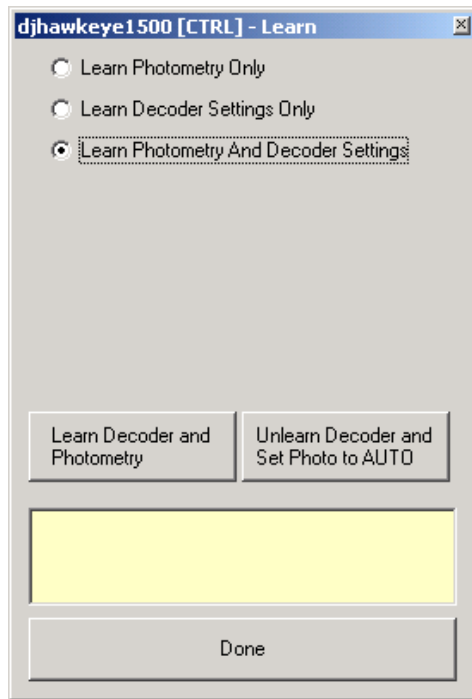 djhawkeye1500 [CTRL] - Learn
Learn Photometry Only
Learn Decoder Settings Only
Learn Photometry And Decoder Settings
Learn Decoder and
Photometry
Unlearn Decoder and
Set Photo to AUTO
Done